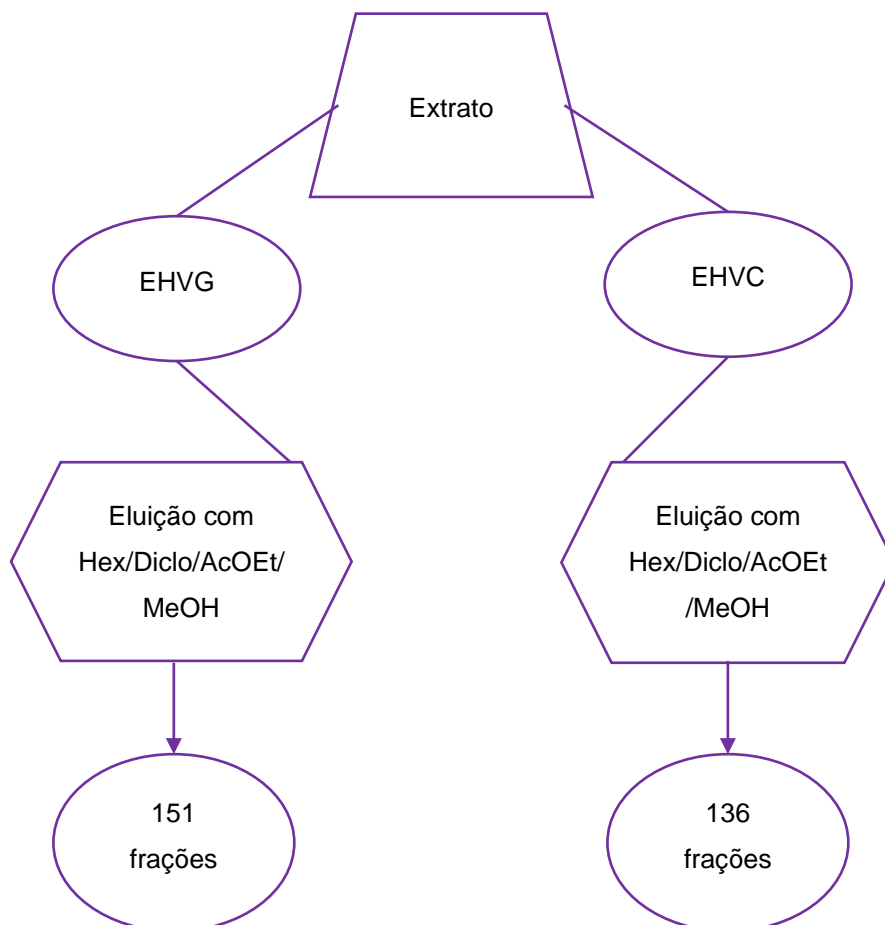 Extrato
EHVG
EHVC
Eluição com
Hex/Diclo/AcOEt/
MeOH
Eluição com
Hex/Diclo/AcOEt
/MeOH
151
frações
136
frações